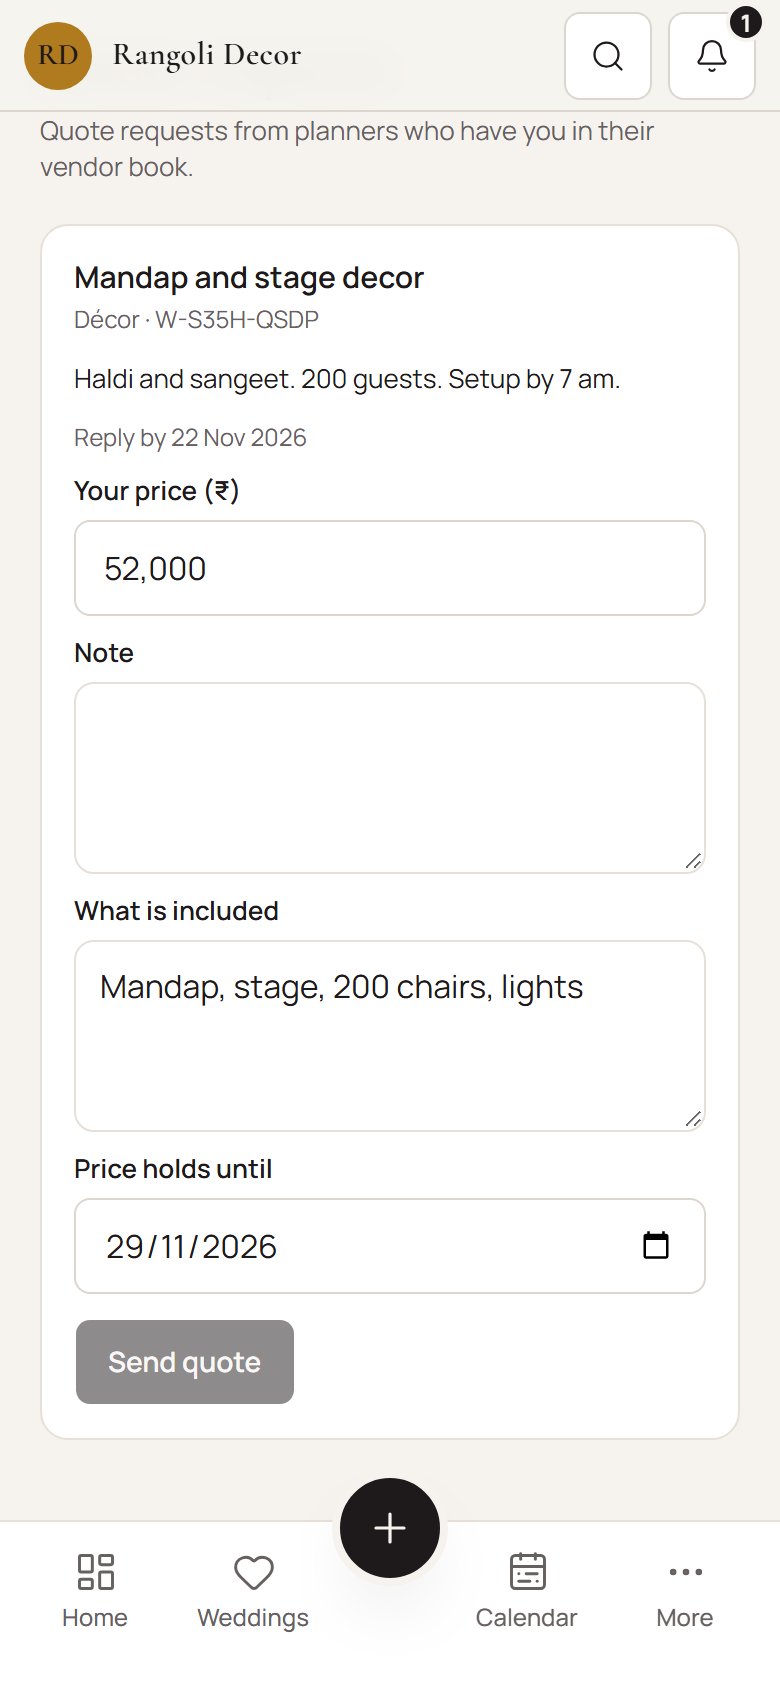 RD
Rangoli Decor
1
Quote requests from planners who have you in their
vendor book.
Mandap and stage decor
Décor · W-S35H-QSDP
Haldi and sangeet. 200 guests. Setup by 7 am.
Reply by 22 Nov 2026
Your price (₹)
52,000
Note
What is included
Mandap, stage, 200 chairs, lights
Price holds until
29/11/2026
Send quote
Home
Weddings
Calendar
More